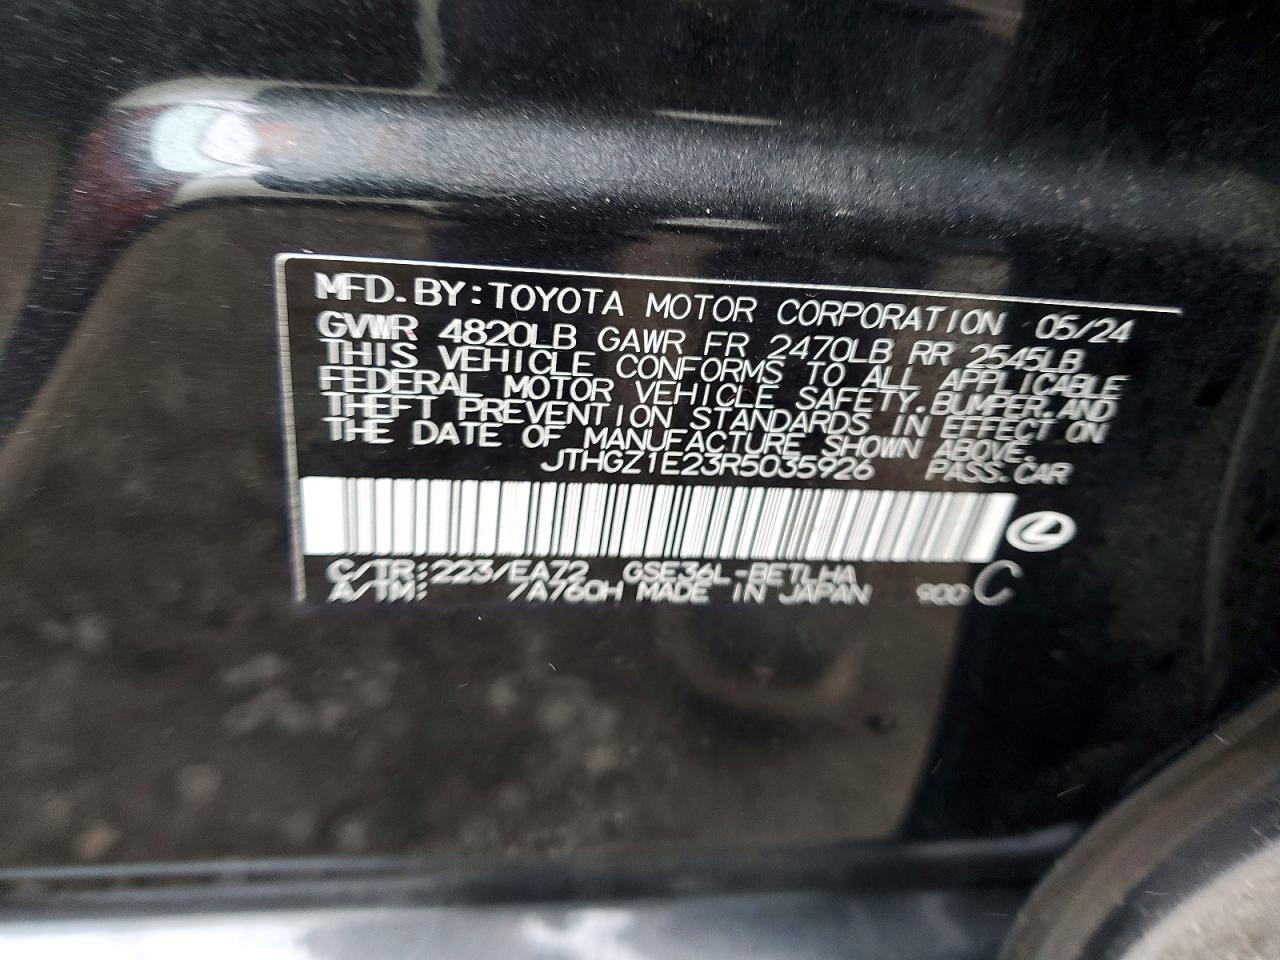 MFD. BY: TOYOTA MOTOR CORPORATION 05/24
GVWR 4820LB GAWR FR 2470LB RR 2545LB
THIS VEHICLE CONFORMS TO ALL APPLICABLE
FEDERAL MOTOR VEHICLE SAFETY, BUMPER, AND
THEFT PREVENTION STANDARDS IN EFFECT ON
THE DATE OF MANUFACTURE SHOWN ABOVE.
JTHGZ1E23R5035926 PASS. CAR
C/TR: 223/EA72 GSE36L-BETLHA
A/TM: /A760H MADE IN JAPAN 900 C